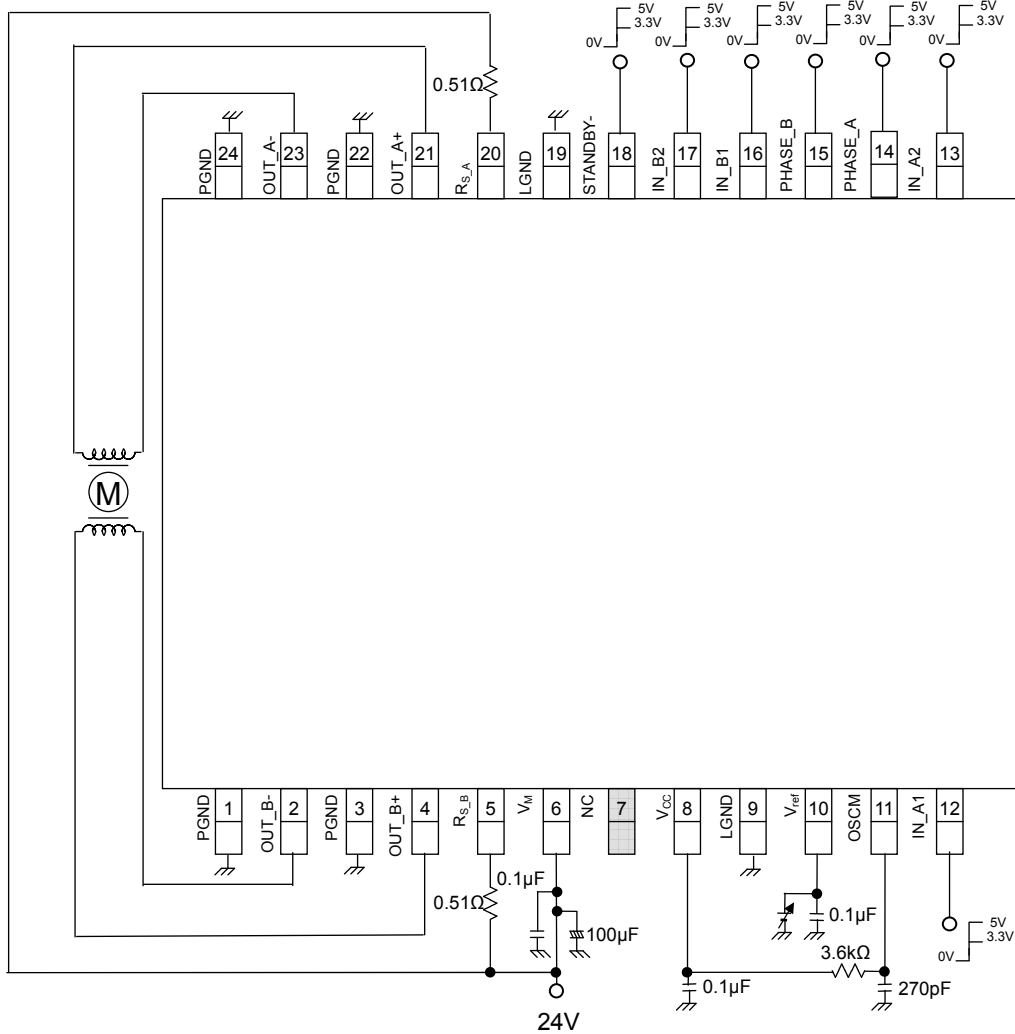 5V 5V 5V 5V 5V 5V
3.3V 3.3V 3.3V 3.3V 3.3V 3.3V
0V 0V 0V 0V 0V 0V
0.51Ω
24 23 22 21 20 19 18 17 16 15 14 13
PGND OUT_A- PGND OUT_A+ RS_A LGND STANDBY- IN_B2 IN_B1 PHASE_B PHASE_A IN_A2
M
PGND OUT_B- PGND OUT_B+ RS_B VM NC VCC LGND Vref OSCM IN_A1
1 2 3 4 5 6 7 8 9 10 11 12
0.1µF
0.51Ω
100µF
0.1µF
5V
3.3V
0V
3.6kΩ
0.1µF
270pF
24V